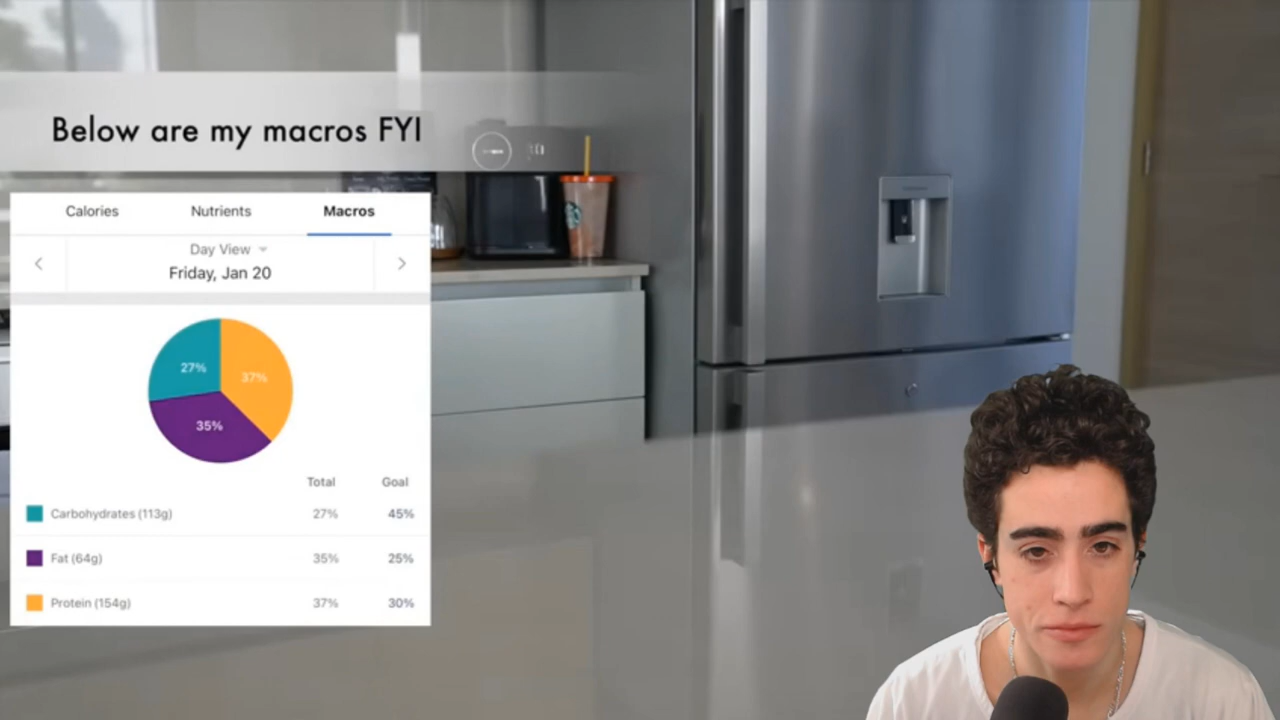 Below are my macros FYI
Calories Nutrients Macros
Day View
Friday, Jan 20
27%
37%
35%
Total Goal
Carbohydrates (113g) 27% 45%
Fat (64g) 35% 25%
Protein (154g) 37% 30%